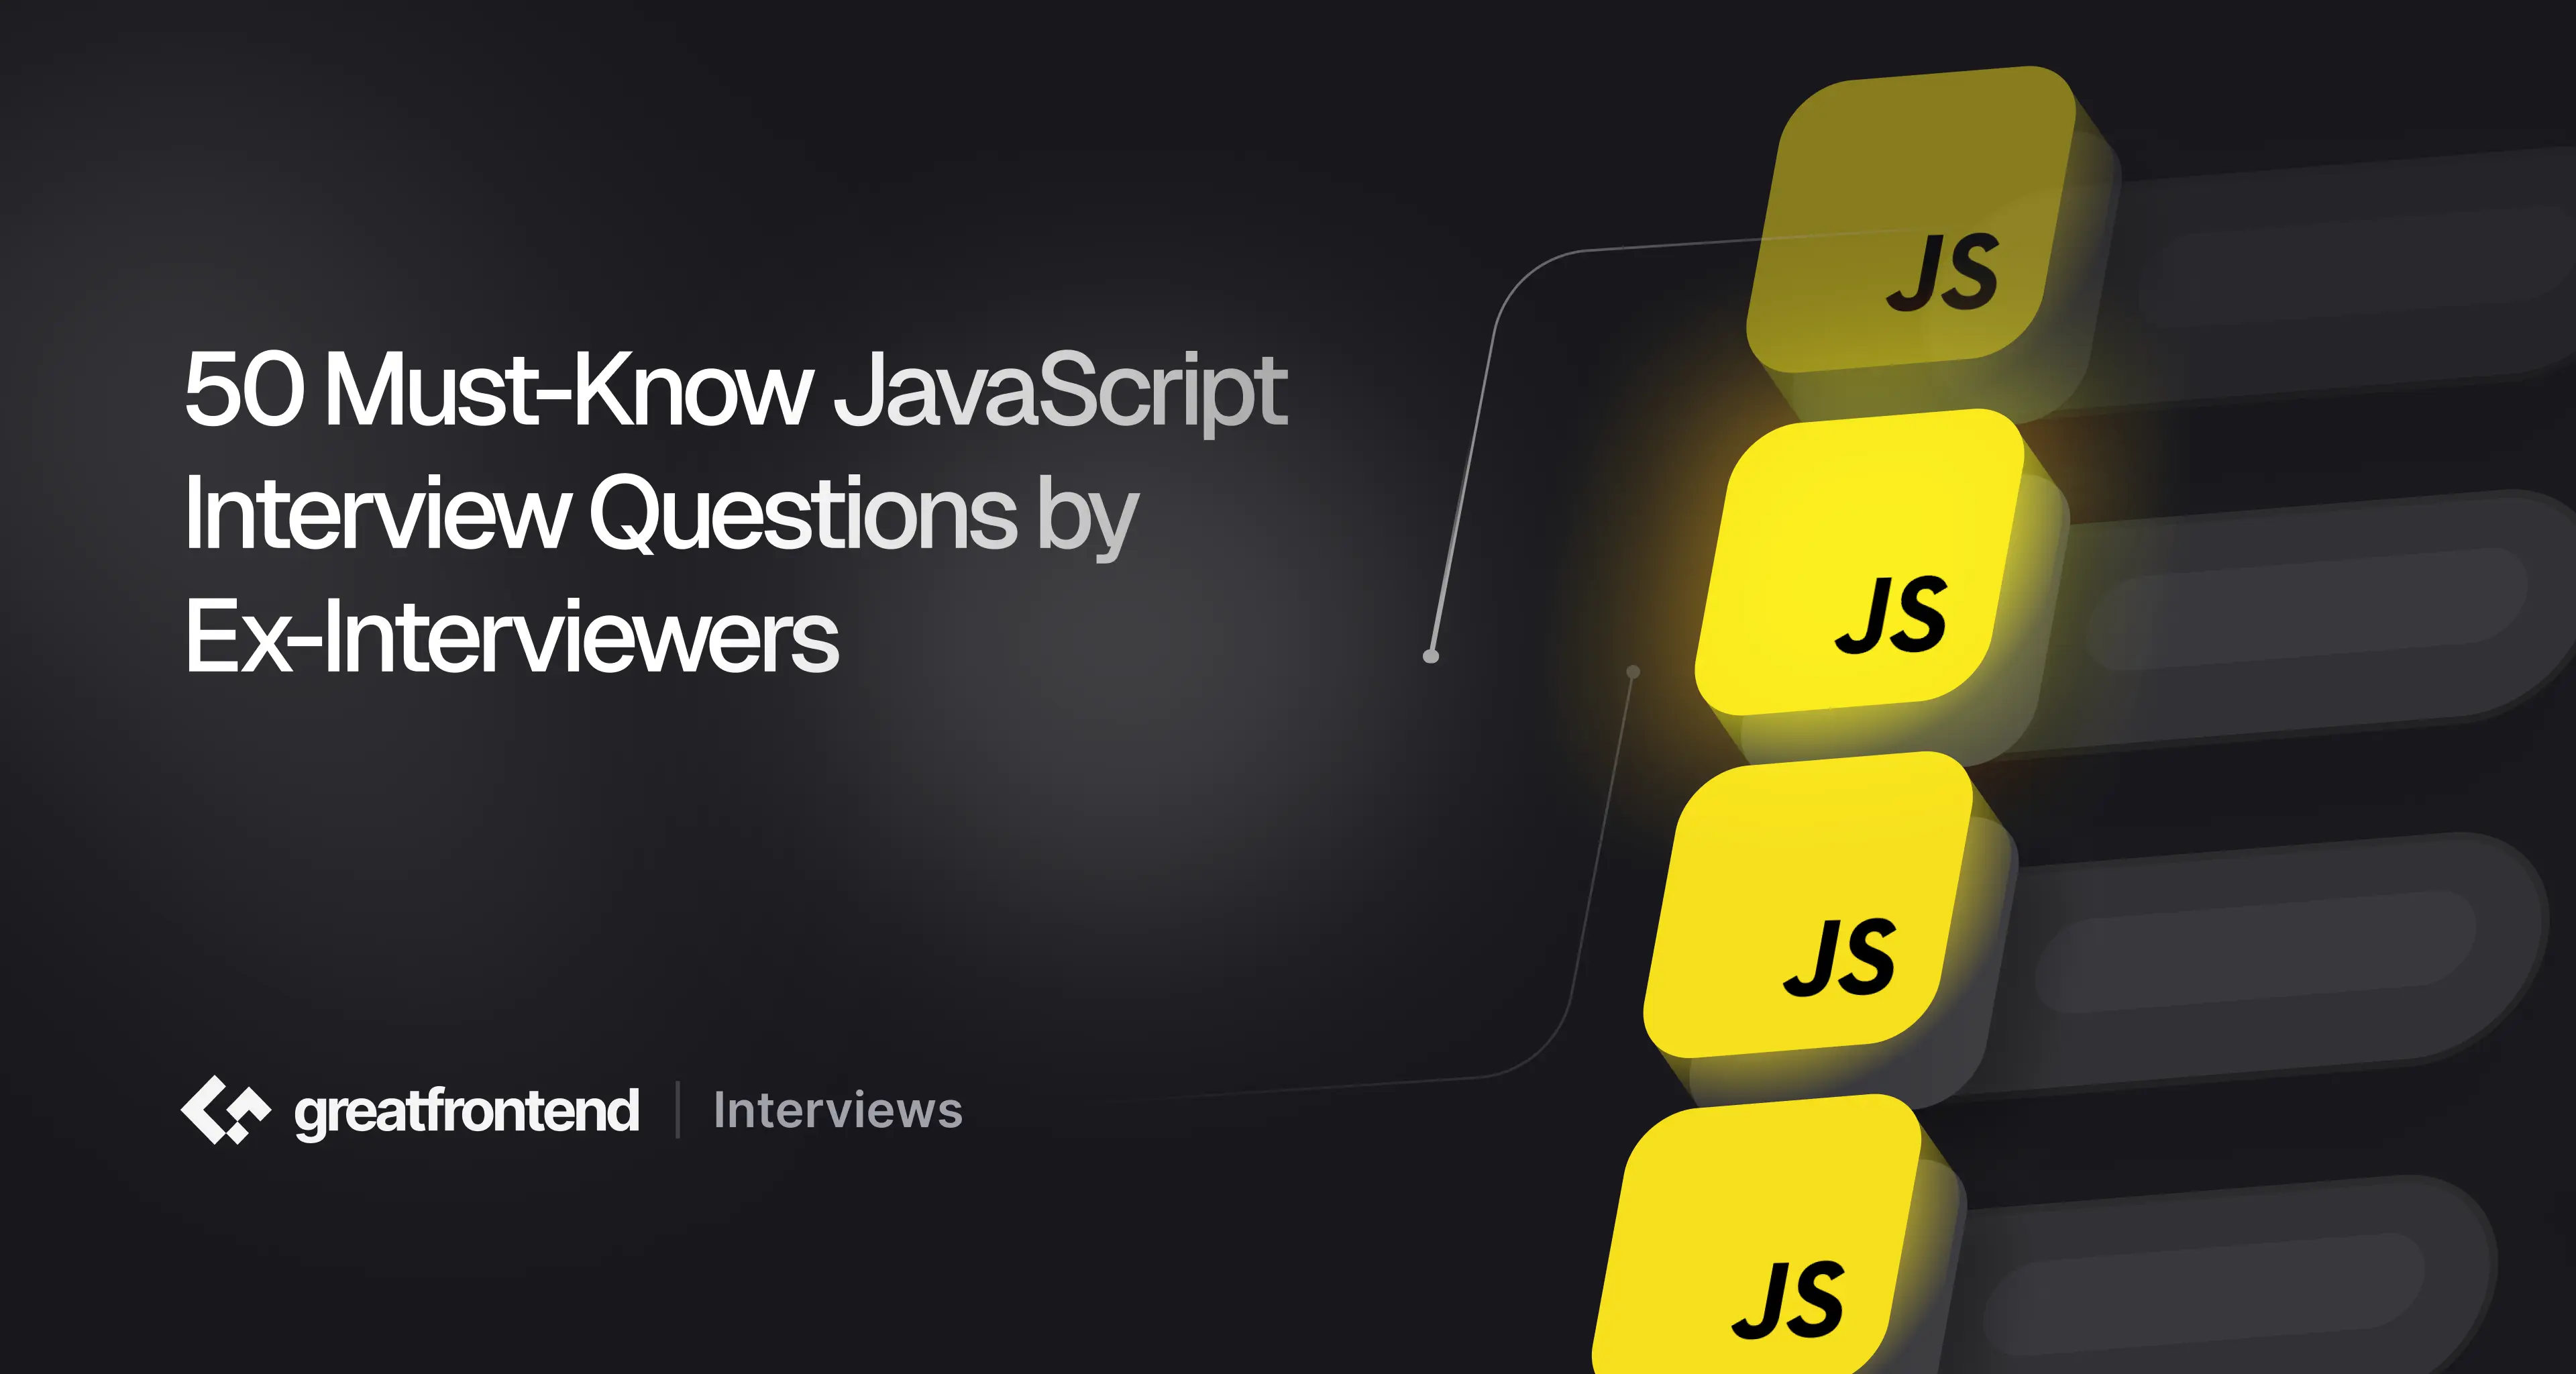 50 Must-Know JavaScript
Interview Questions by
Ex-Interviewers
greatfrontend | Interviews
JS
JS
JS
JS